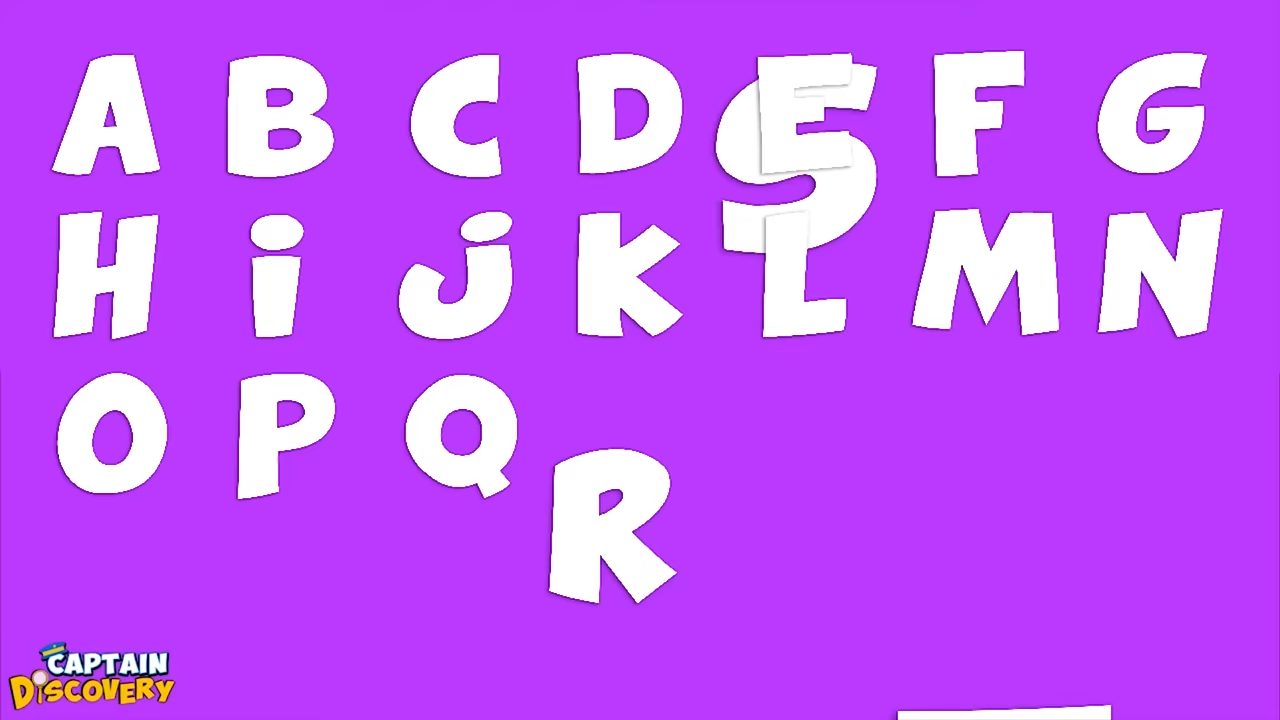 A B C D E F G
S
H i j K L M N
O P Q
R
CAPTAIN
DISCOVERY